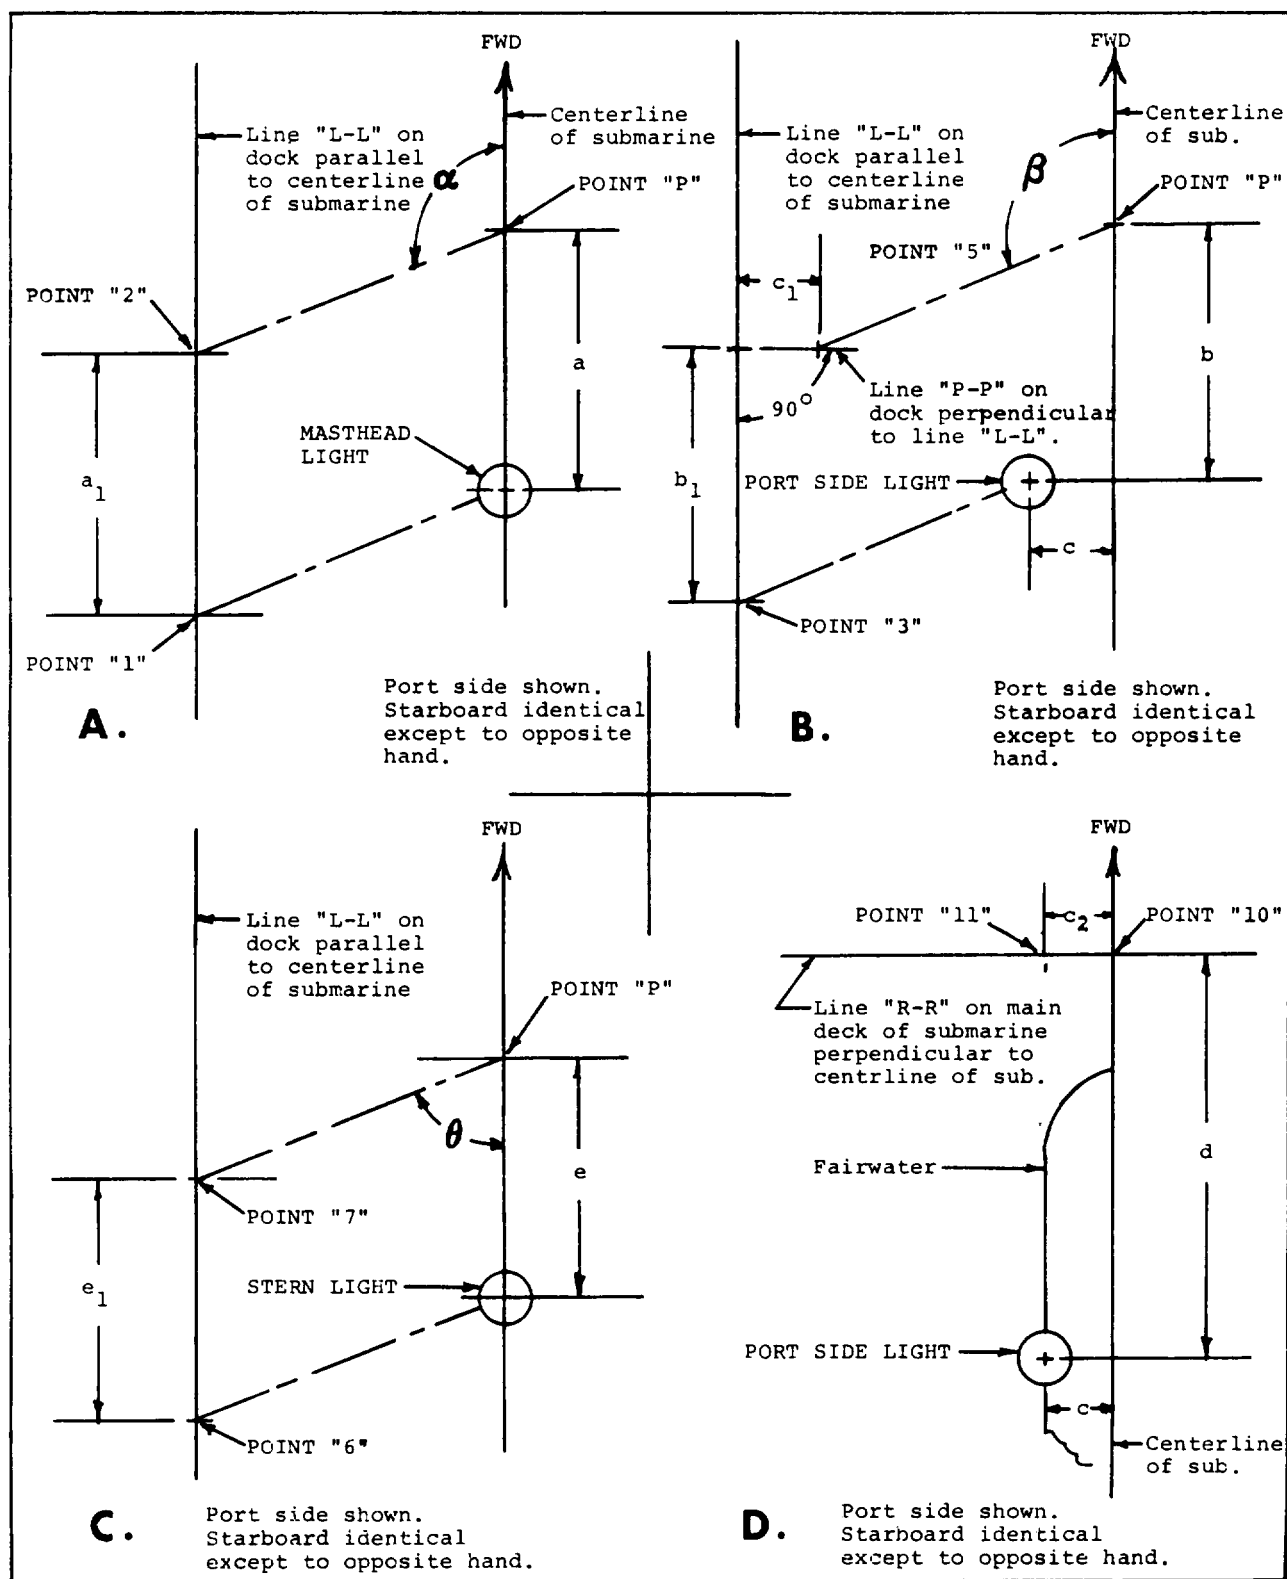 FWD
Centerline
of submarine
Line "L-L" on
dock parallel
to centerline
of submarine
α
POINT "P"
POINT "2"
a
a1
MASTHEAD
LIGHT
POINT "1"
Port side shown.
Starboard identical
except to opposite
hand.
A.
FWD
Centerline
of sub.
Line "L-L" on
dock parallel
to centerline
of submarine
β
POINT "P"
POINT "5"
c1
b
Line "P-P" on
dock perpendicular
to line "L-L".
90°
b1
PORT SIDE LIGHT
c
POINT "3"
Port side shown.
Starboard identical
except to opposite
hand.
B.
FWD
Line "L-L" on
dock parallel
to centerline
of submarine
POINT "P"
θ
e
POINT "7"
e1
STERN LIGHT
POINT "6"
C.
Port side shown.
Starboard identical
except to opposite hand.
FWD
POINT "11"
c2
POINT "10"
Line "R-R" on main
deck of submarine
perpendicular to
centrline of sub.
d
Fairwater
PORT SIDE LIGHT
c
Centerline
of sub.
D.
Port side shown.
Starboard identical
except to opposite hand.